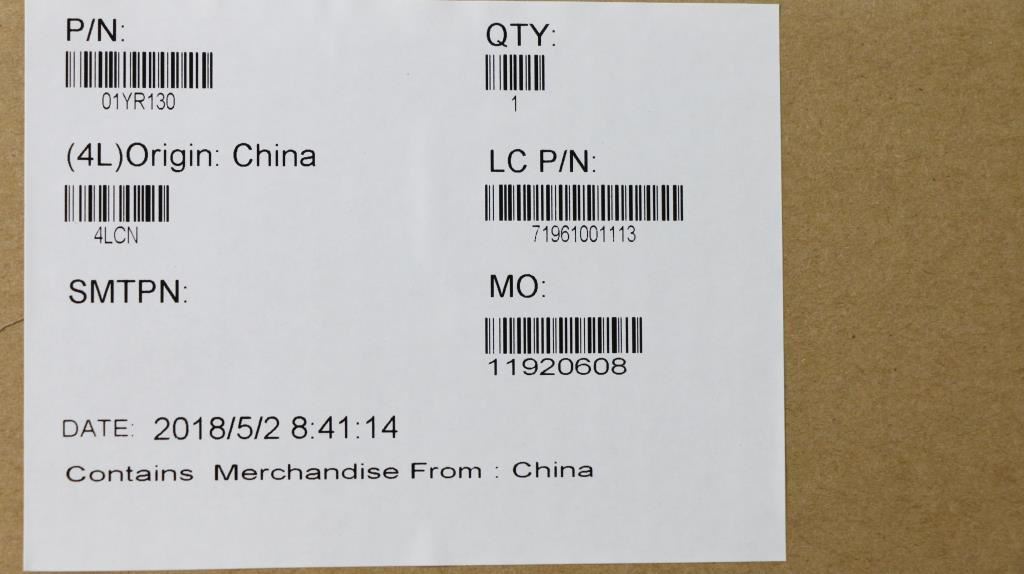 P/N:
01YR130
QTY:
1
(4L)Origin: China
4LCN
LC P/N:
71961001113
SMTPN:
MO:
11920608
DATE: 2018/5/2 8:41:14
Contains Merchandise From : China